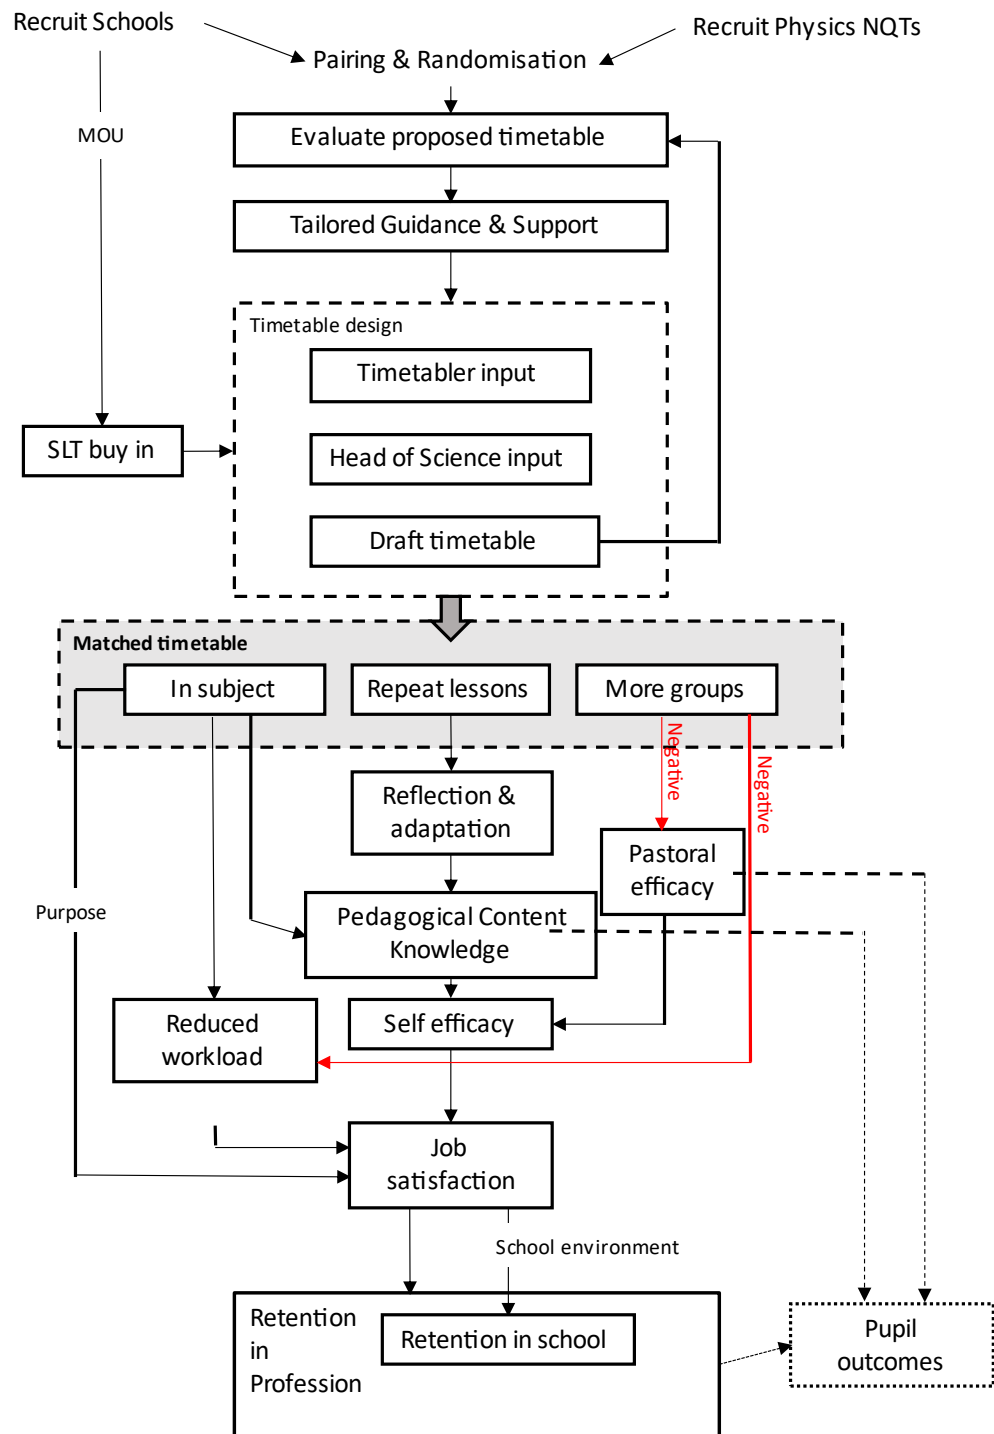 Recruit Schools
Recruit Physics NQTs
Pairing & Randomisation
MOU
Evaluate proposed timetable
Tailored Guidance & Support
Timetable design
Timetabler input
SLT buy in
Head of Science input
Draft timetable
Matched timetable
In subject
Repeat lessons
More groups
Negative
Negative
Reflection &
adaptation
Pastoral
efficacy
Purpose
Pedagogical Content
Knowledge
Reduced
workload
Self efficacy
Job
satisfaction
School environment
Retention
in
Profession
Retention in school
Pupil
outcomes